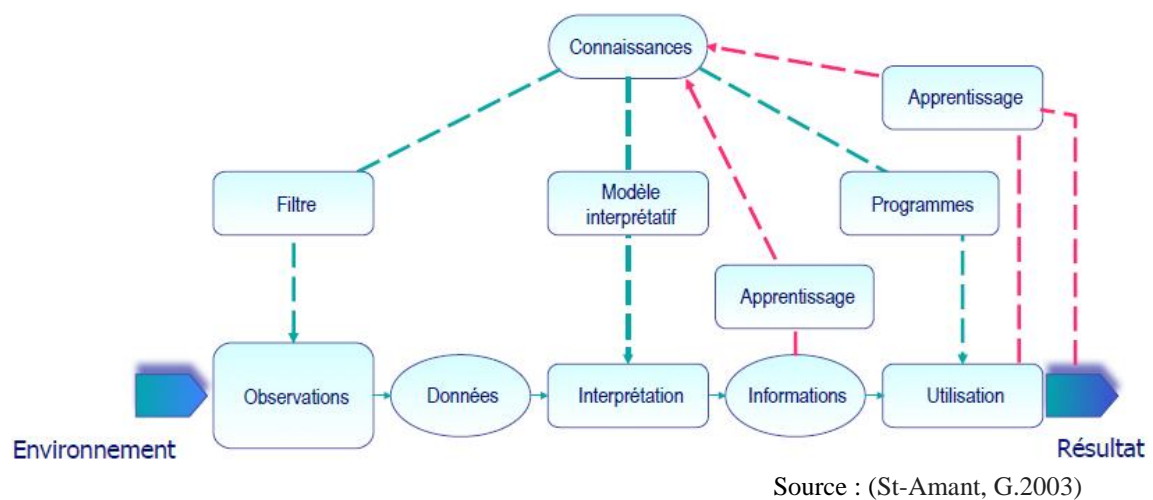 Connaissances
Apprentissage
Filtre
Modèle
interprétatif
Programmes
Apprentissage
Observations
Données
Interprétation
Informations
Utilisation
Environnement
Résultat
Source : (St-Amant, G.2003)